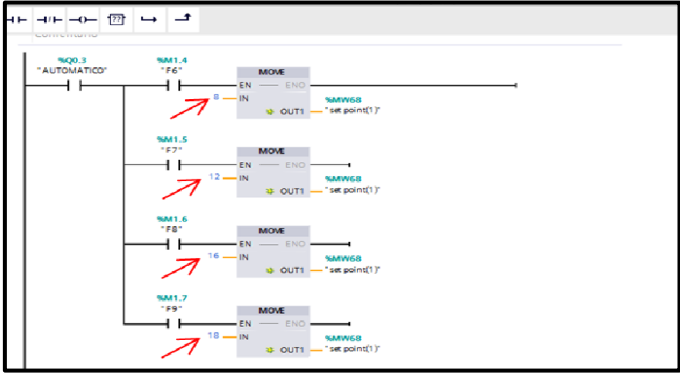 ??
%Q0.3 %M1.4
"AUTOMATICO" "F6"
MOVE
EN ENO
8 IN
%MW68
OUT1 "set point(1)"
%M1.5
"F7"
MOVE
EN ENO
12 IN
%MW68
OUT1 "set point(1)"
%M1.6
"F8"
MOVE
EN ENO
16 IN
%MW68
OUT1 "set point(1)"
%M1.7
"F9"
MOVE
EN ENO
18 IN
%MW68
OUT1 "set point(1)"